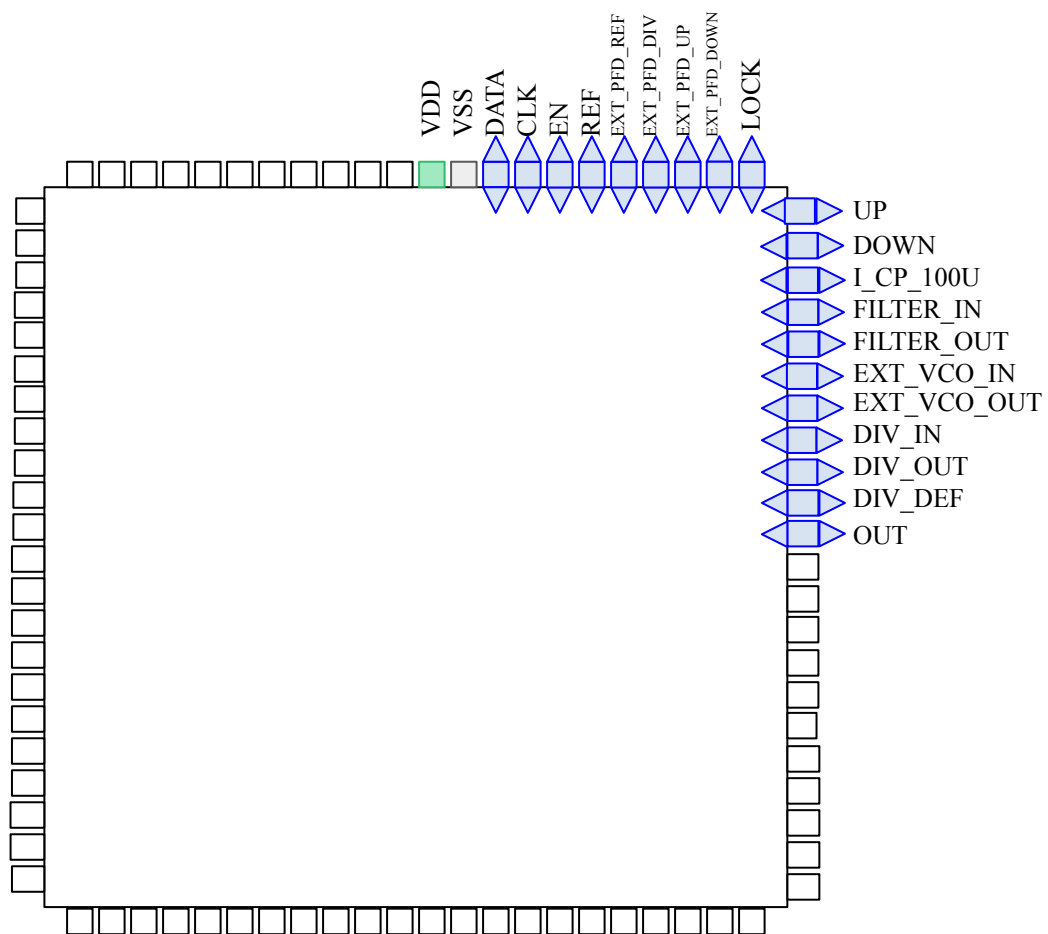 VDD
VSS
DATA
CLK
EN
REF
EXT_PFD_REF
EXT_PFD_DIV
EXT_PFD_UP
EXT_PFD_DOWN
LOCK
UP
DOWN
I_CP_100U
FILTER_IN
FILTER_OUT
EXT_VCO_IN
EXT_VCO_OUT
DIV_IN
DIV_OUT
DIV_DEF
OUT